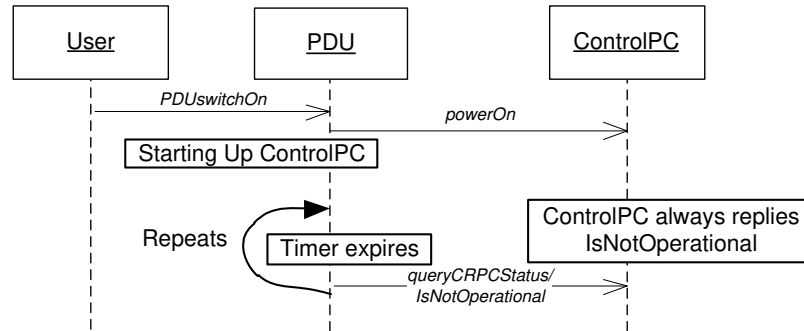 User
PDU
ControlPC
PDUswitchOn
powerOn
Starting Up ControlPC
ControlPC always replies
IsNotOperational
Repeats
Timer expires
queryCRPCStatus/
IsNotOperational